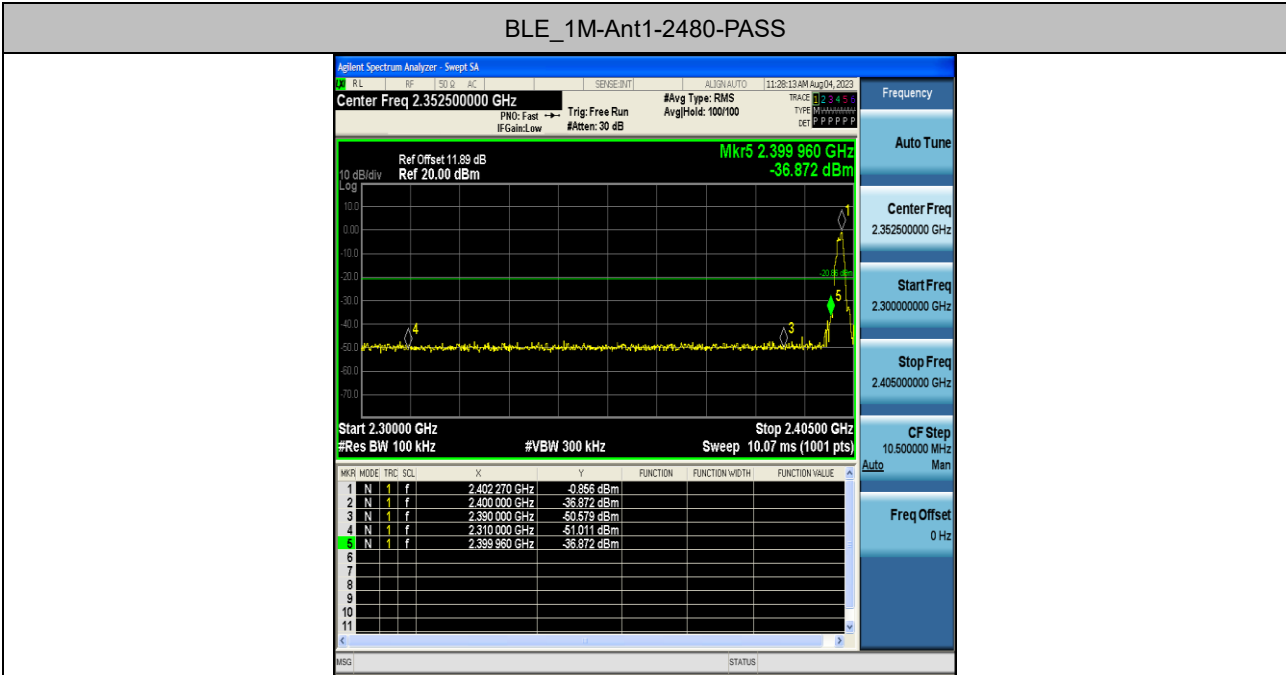 BLE_1M-Ant1-2480-PASS
Agilent Spectrum Analyzer - Swept SA
RL RF 50 Ω AC SENSE:INT ALIGN AUTO 11:28:13 AM Aug 04, 2023
Center Freq 2.352500000 GHz
PNO: Fast
IFGain:Low
Trig: Free Run
#Atten: 30 dB
#Avg Type: RMS
Avg|Hold: 100/100
TRACE 1 2 3 4 5 6
TYPE
DET P P P P P P
Mkr5 2.399 960 GHz
-36.872 dBm
Ref Offset 11.89 dB
10 dB/div Ref 20.00 dBm
Log
10.0
0.00
-10.0
-20.0
-30.0
-40.0
-50.0
-60.0
-70.0
1
-20.86 dBm
5
4
3
Start 2.30000 GHz Stop 2.40500 GHz
#Res BW 100 kHz #VBW 300 kHz Sweep 10.07 ms (1001 pts)
MKR MODE TRC SCL X Y FUNCTION FUNCTION WIDTH FUNCTION VALUE
1 N 1 f 2.402 270 GHz -0.856 dBm
2 N 1 f 2.400 000 GHz -36.872 dBm
3 N 1 f 2.390 000 GHz -50.579 dBm
4 N 1 f 2.310 000 GHz -51.011 dBm
5 N 1 f 2.399 960 GHz -36.872 dBm
6
7
8
9
10
11
MSG STATUS
Frequency
Auto Tune
Center Freq
2.352500000 GHz
Start Freq
2.300000000 GHz
Stop Freq
2.405000000 GHz
CF Step
10.500000 MHz
Auto Man
Freq Offset
0 Hz